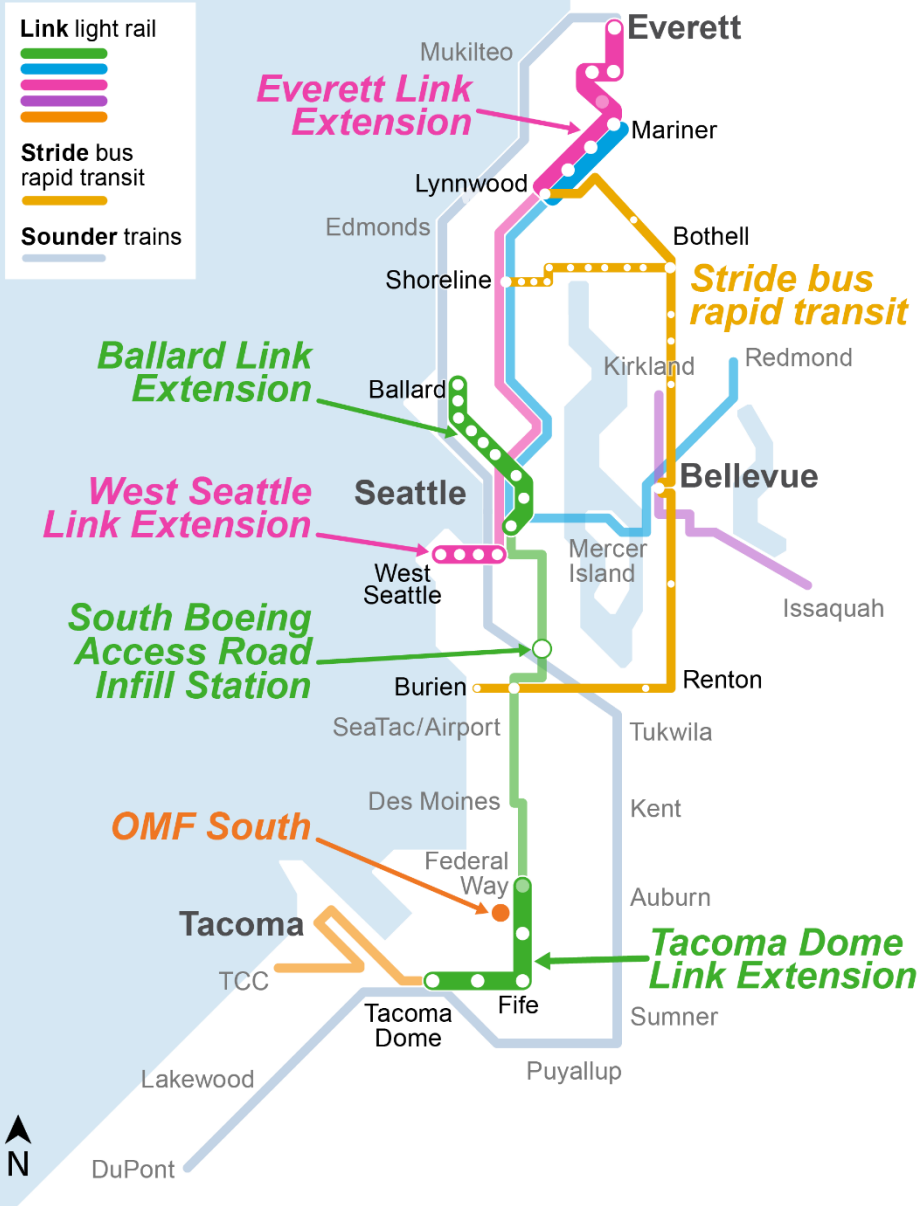 Link light rail
Stride bus
rapid transit
Sounder trains
Everett
Mukilteo
Everett Link
Extension
Mariner
Lynnwood
Edmonds
Bothell
Shoreline
Stride bus
rapid transit
Ballard Link
Extension
Ballard
Kirkland
Redmond
West Seattle
Link Extension
Seattle
Bellevue
Mercer
Island
West
Seattle
Issaquah
South Boeing
Access Road
Infill Station
Burien
Renton
SeaTac/Airport
Tukwila
Des Moines
Kent
OMF South
Federal
Way
Auburn
Tacoma
Tacoma Dome
Link Extension
TCC
Fife
Tacoma
Dome
Sumner
Puyallup
Lakewood
N
DuPont